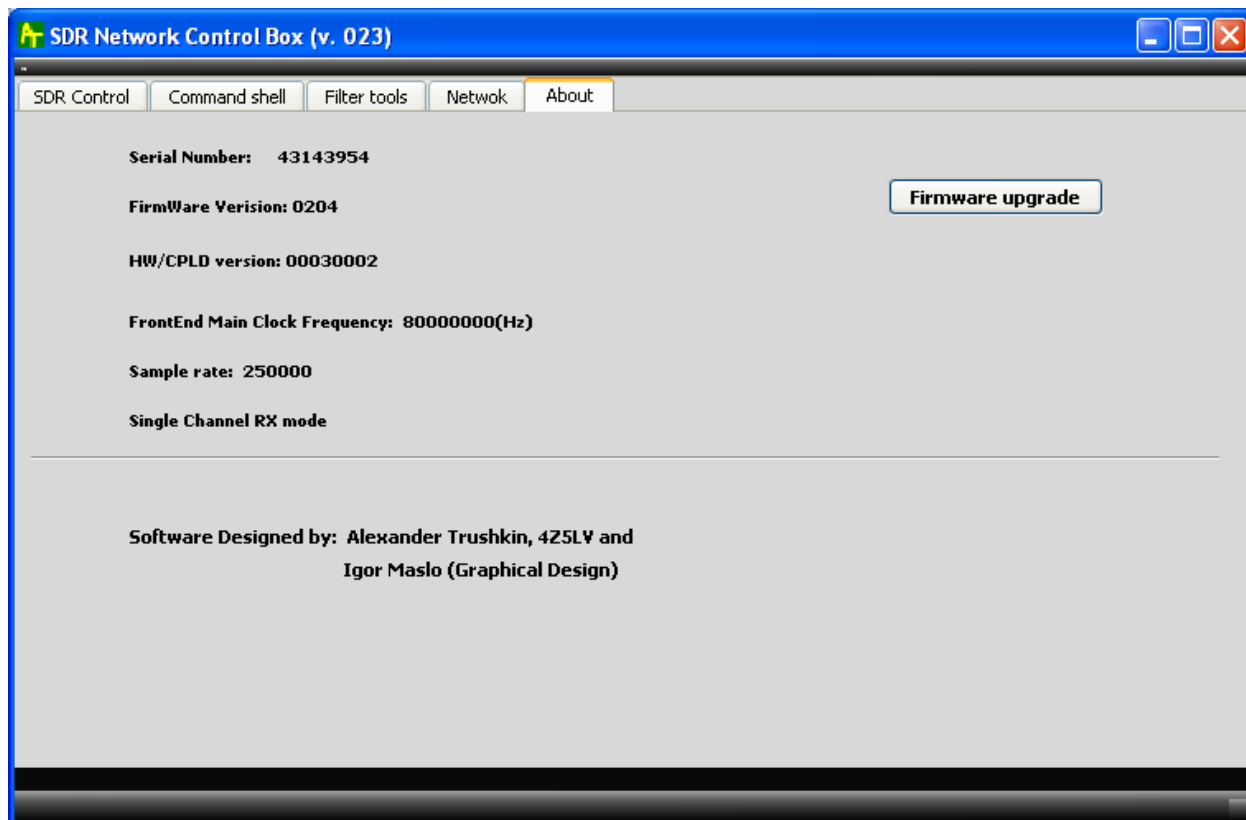 SDR Network Control Box (v. 023)
SDR Control Command shell Filter tools Netwok About
Serial Number: 43143954
Firmware upgrade
FirmWare Verision: 0204
HW/CPLD version: 00030002
FrontEnd Main Clock Frequency: 80000000(Hz)
Sample rate: 250000
Single Channel RX mode
Software Designed by: Alexander Trushkin, 4Z5LV and
Igor Maslo (Graphical Design)